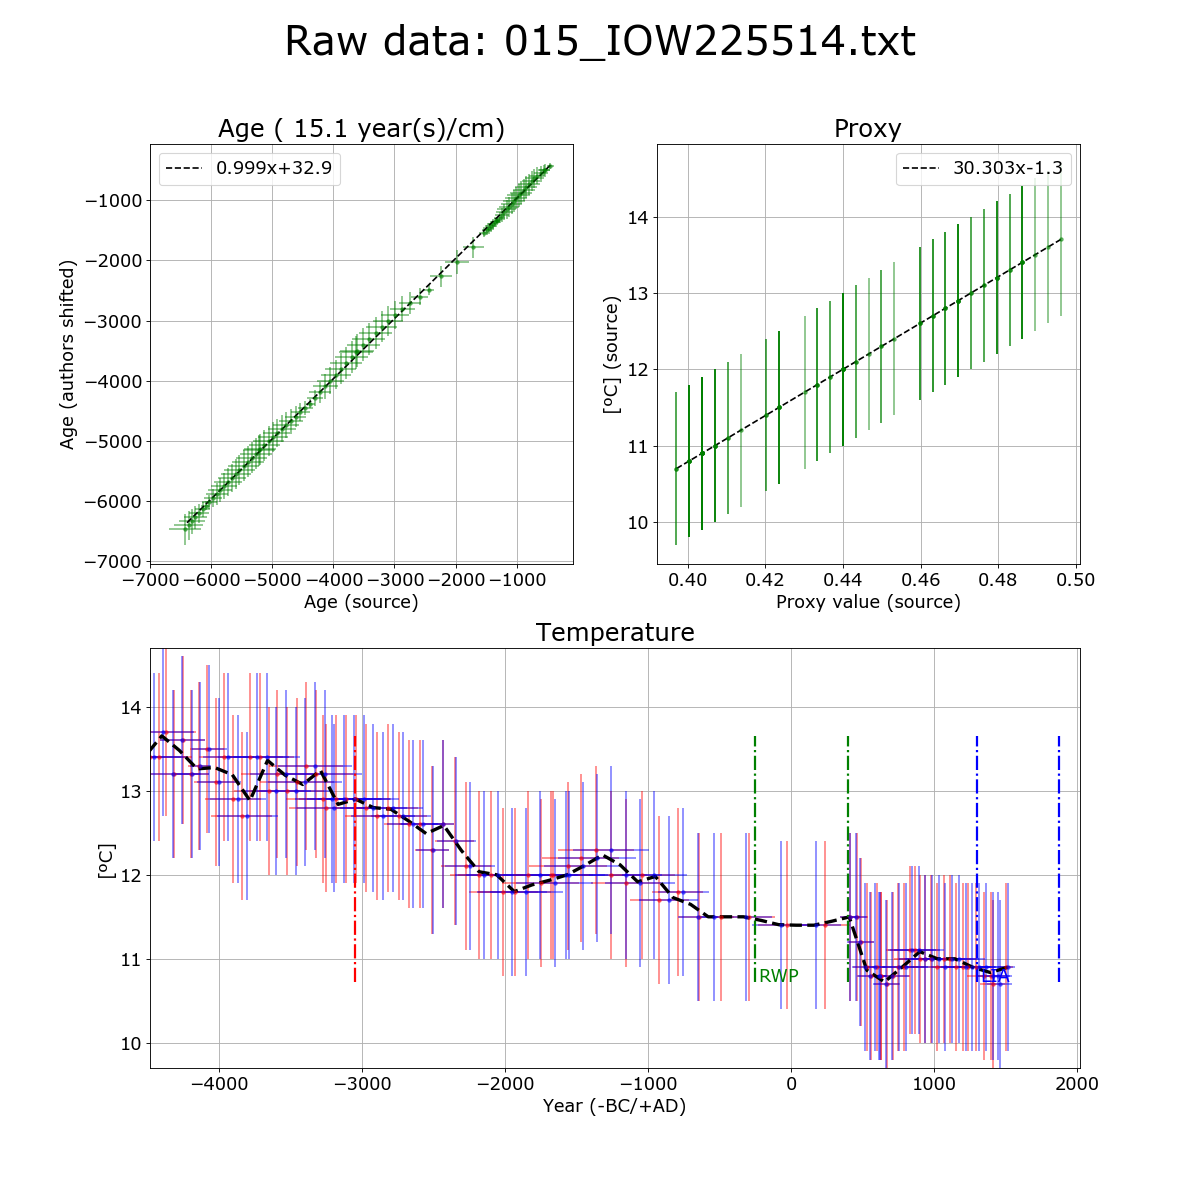 Raw data: 015_IOW225514.txt
Age ( 15.1 year(s)/cm)
0.999x+32.9
Age (authors shifted)
−1000
−2000
−3000
−4000
−5000
−6000
−7000
−7000 −6000 −5000 −4000 −3000 −2000 −1000
Age (source)
Proxy
30.303x-1.3
[ºC] (source)
14
13
12
11
10
0.40 0.42 0.44 0.46 0.48 0.50
Proxy value (source)
Temperature
[ºC]
14
13
12
11
10
RWP
LIA
−4000 −3000 −2000 −1000 0 1000 2000
Year (-BC/+AD)